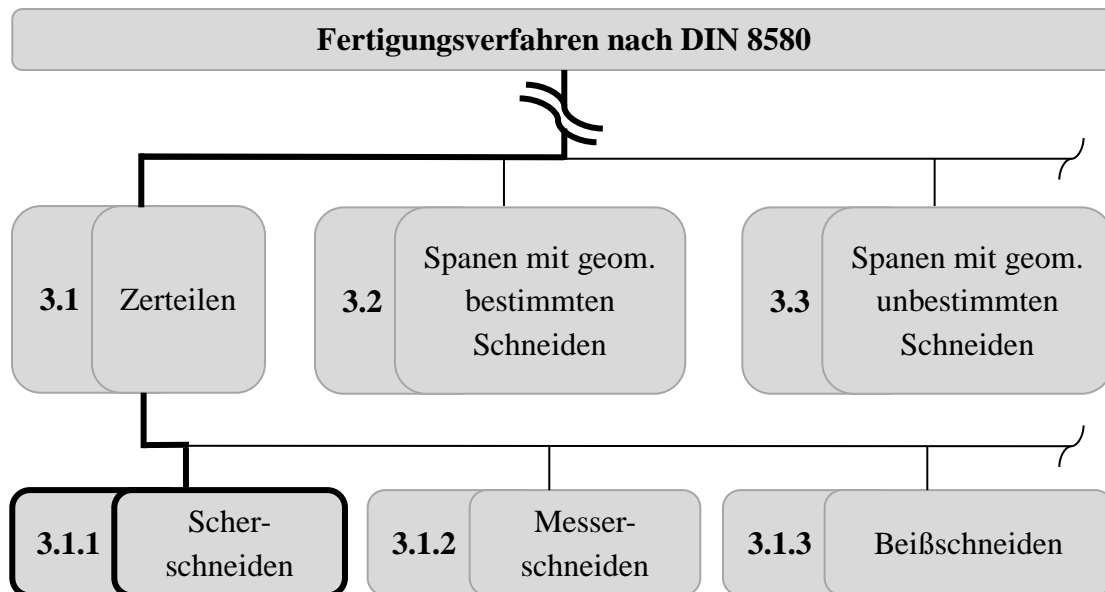 Fertigungsverfahren nach DIN 8580
3.1
Zerteilen
3.2
Spanen mit geom.
bestimmten
Schneiden
3.3
Spanen mit geom.
unbestimmten
Schneiden
3.1.1
Scher-
schneiden
3.1.2
Messer-
schneiden
3.1.3
Beißschneiden